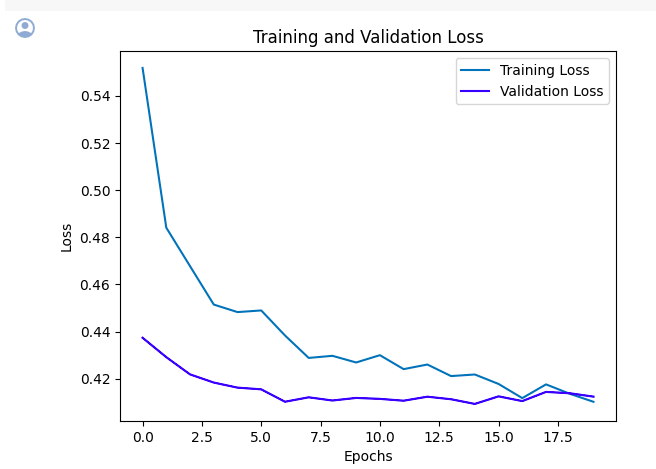 Training and Validation Loss
Training Loss
Validation Loss
0.54
0.52
0.50
0.48
0.46
0.44
0.42
Loss
0.0 2.5 5.0 7.5 10.0 12.5 15.0 17.5
Epochs